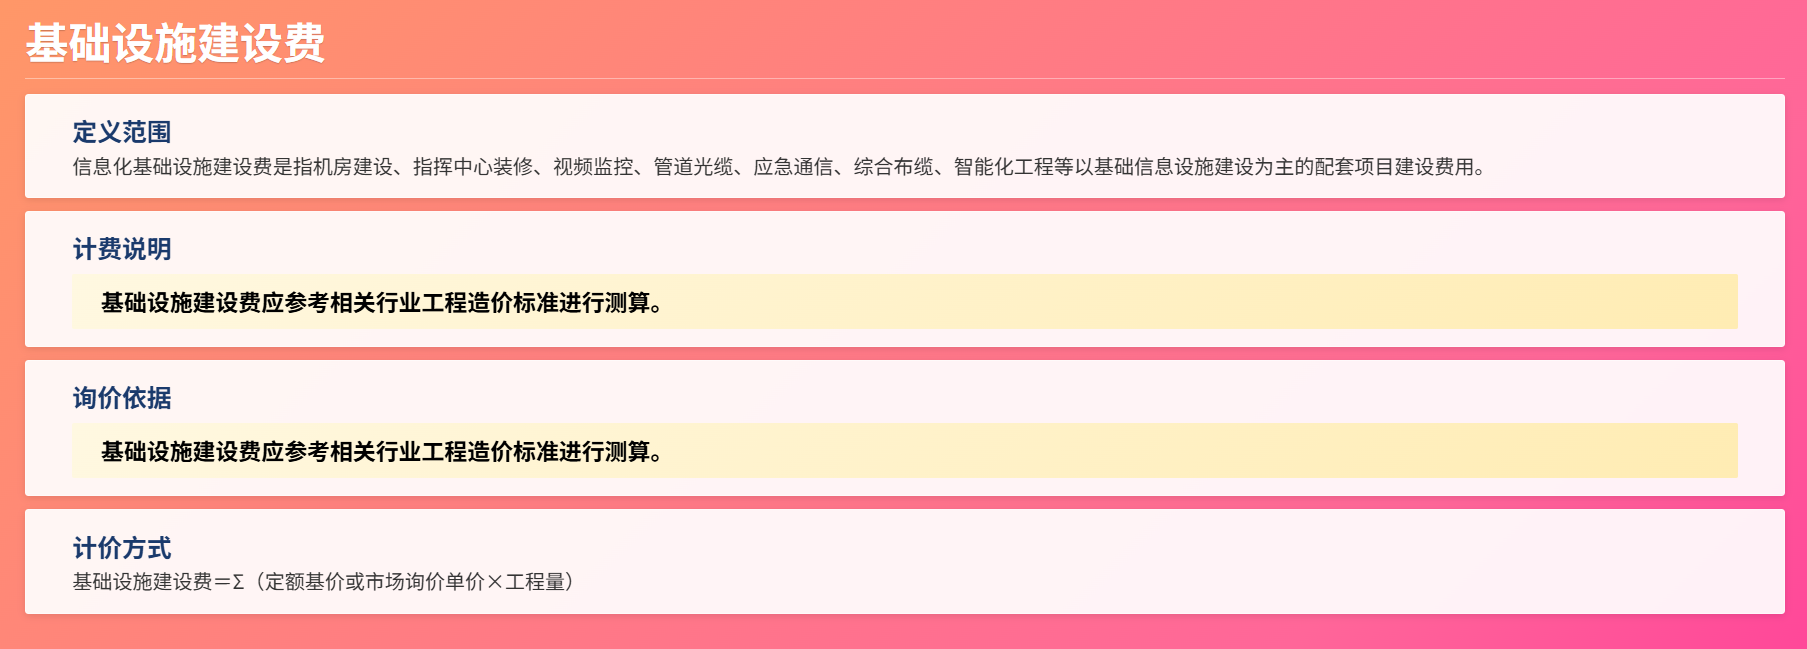 基础设施建设费
定义范围
信息化基础设施建设费是指机房建设、指挥中心装修、视频监控、管道光缆、应急通信、综合布缆、智能化工程等以基础信息设施建设为主的配套项目建设费用。
计费说明
基础设施建设费应参考相关行业工程造价标准进行测算。
询价依据
基础设施建设费应参考相关行业工程造价标准进行测算。
计价方式
基础设施建设费＝Σ（定额基价或市场询价单价×工程量）